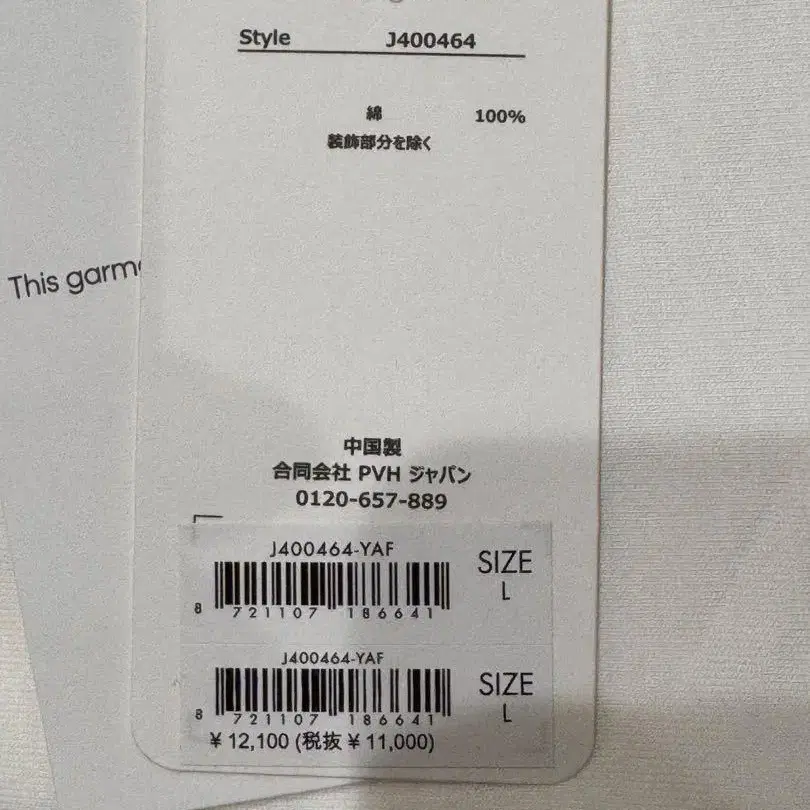 Style J400464
綿 100%
装飾部分を除く
This garm
中国製
合同会社 PVH ジャパン
0120-657-889
J400464-YAF
SIZE
L
8 721107 186641
J400464-YAF
SIZE
L
8 721107 186641
¥ 12,100 (税抜 ¥ 11,000)